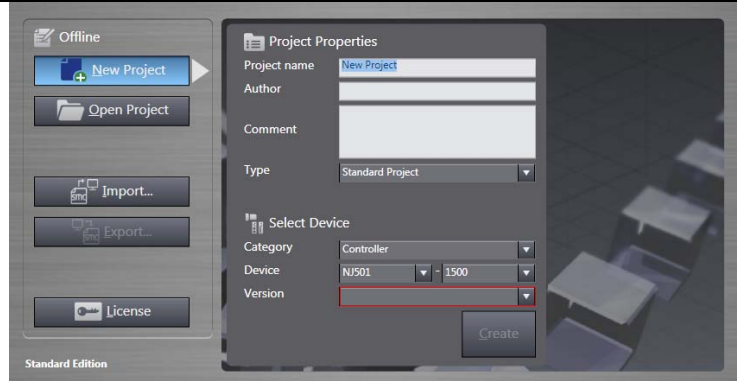 Offline
New Project
Open Project
Import...
Export...
License
Standard Edition
Project Properties
Project name New Project
Author
Comment
Type Standard Project
Select Device
Category Controller
Device NJ501 - 1500
Version
Create